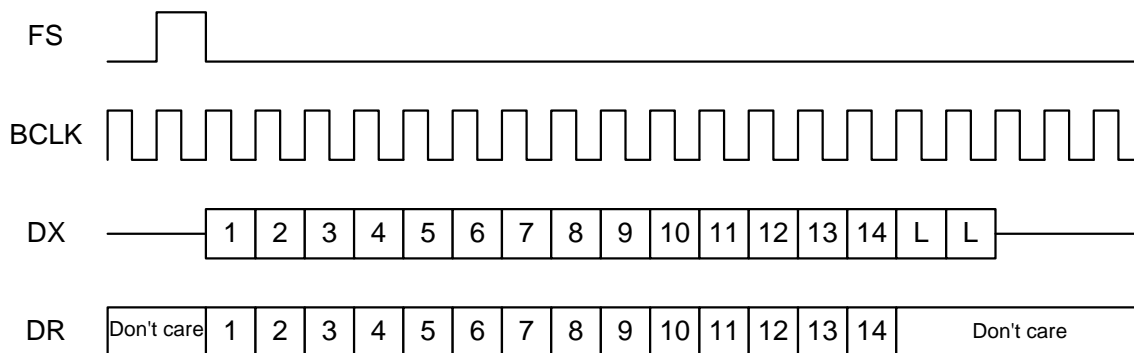 FS
BCLK
DX 1 2 3 4 5 6 7 8 9 10 11 12 13 14 L L
DR Don't care 1 2 3 4 5 6 7 8 9 10 11 12 13 14 Don't care